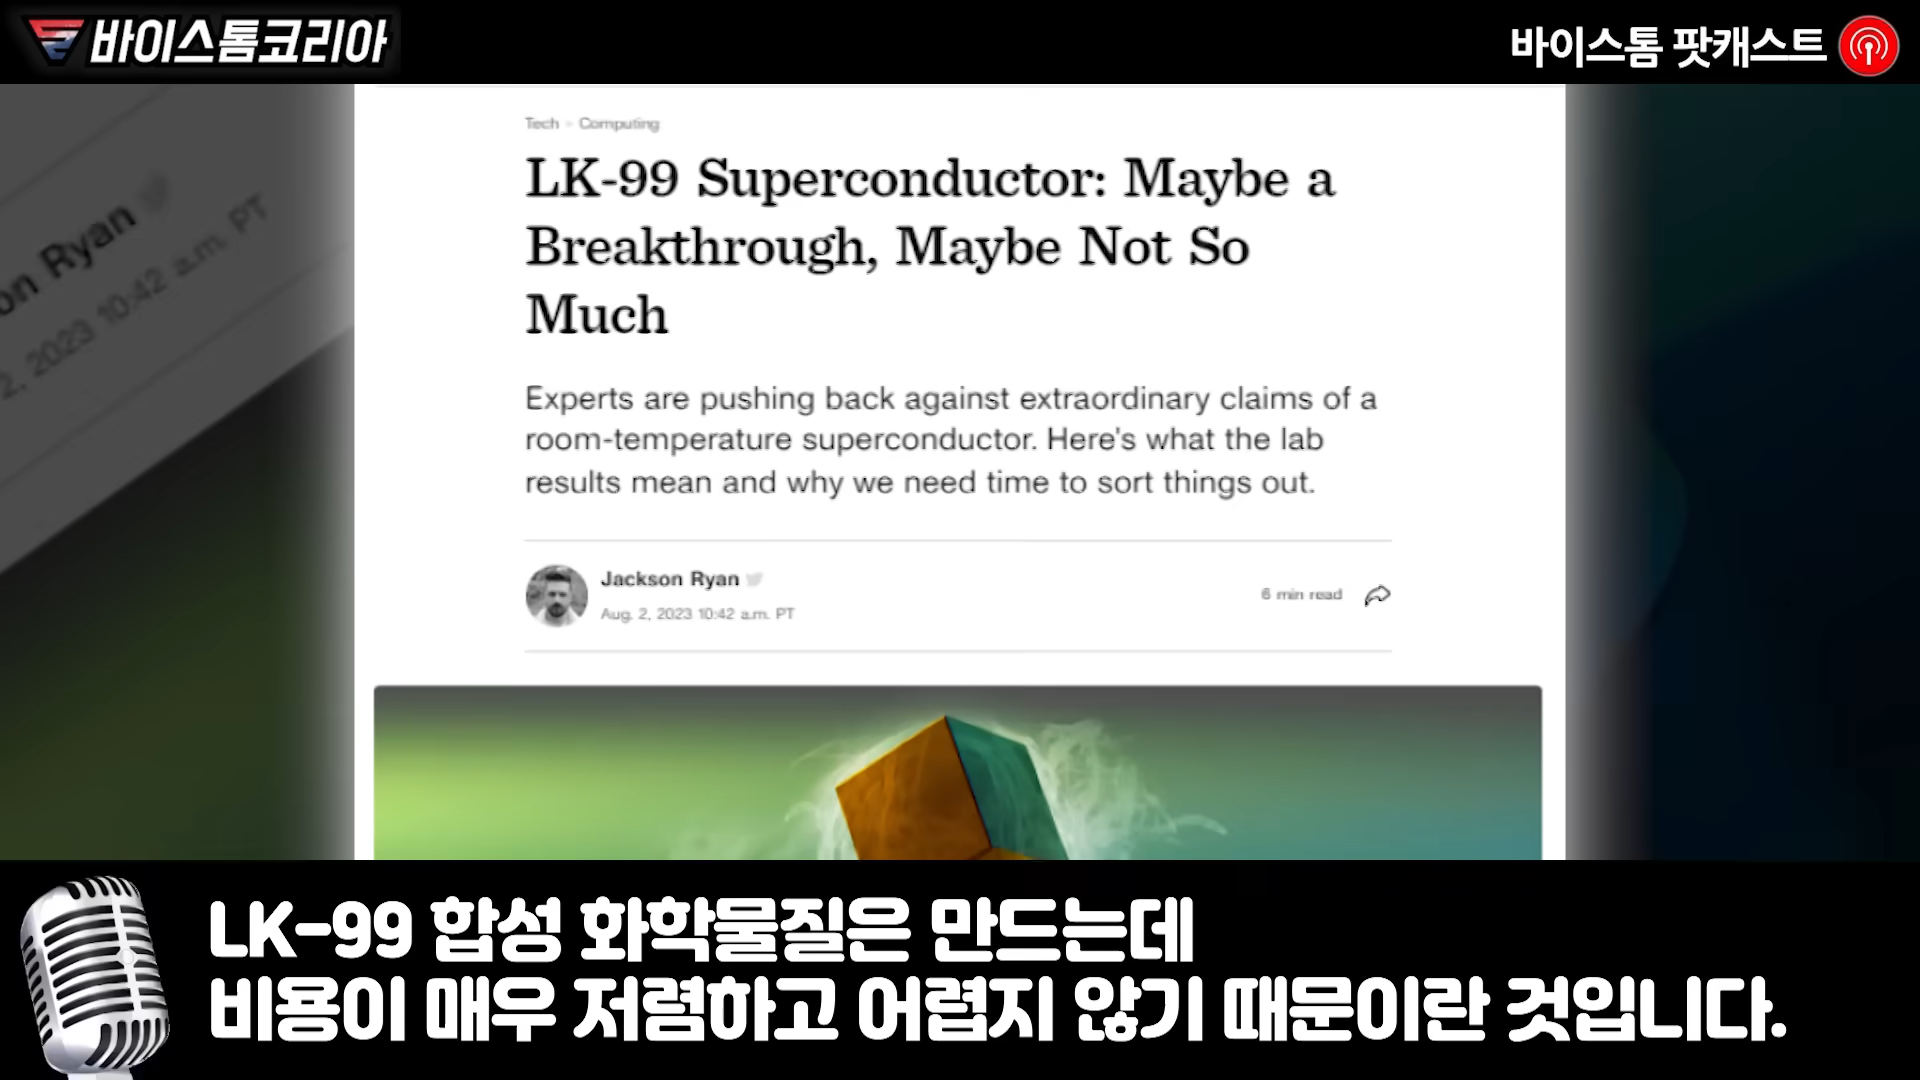 바이스톰코리아
바이스톰 팟캐스트
on Ryan
2, 2023 10:42 a.m. PT
Tech - Computing
LK-99 Superconductor: Maybe a
Breakthrough, Maybe Not So
Much
Experts are pushing back against extraordinary claims of a
room-temperature superconductor. Here's what the lab
results mean and why we need time to sort things out.
Jackson Ryan
Aug. 2, 2023 10:42 a.m. PT
6 min read
LK-99 합성 화학물질은 만드는데
비용이 매우 저렴하고 어렵지 않기 때문이란 것입니다.